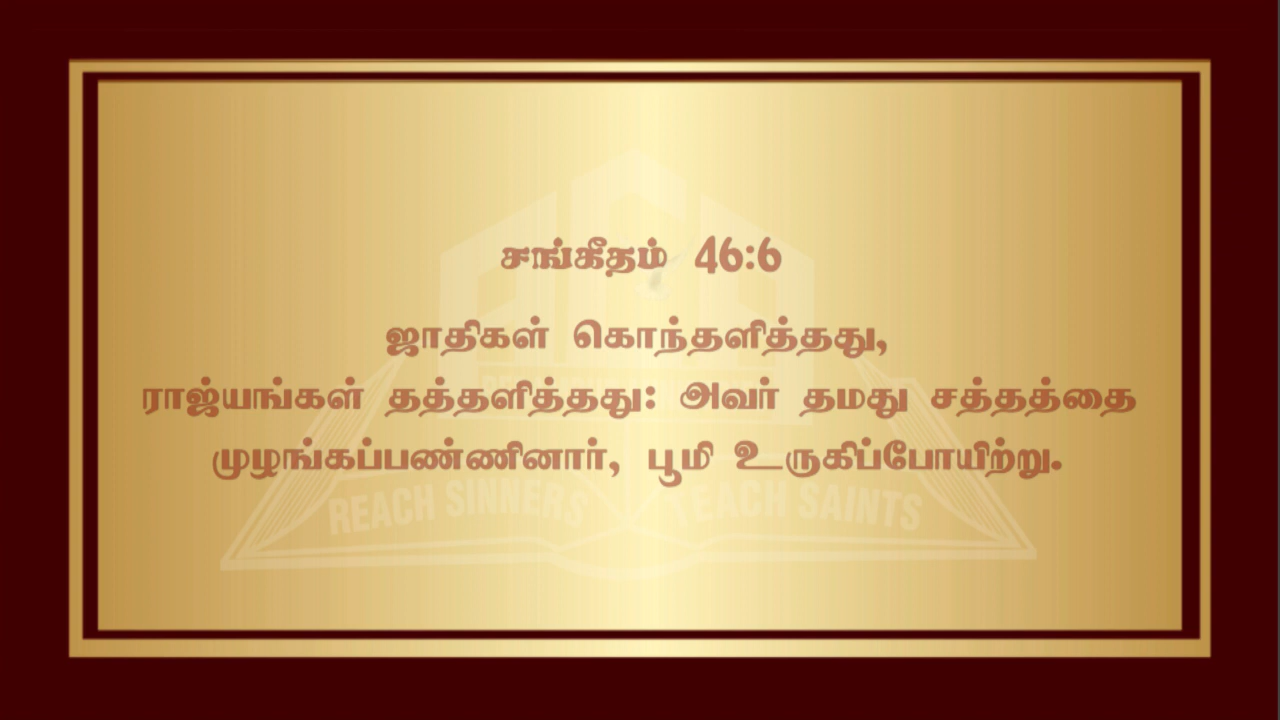 சங்கீதம் 46:6
ஜாதிகள் கொந்தளித்தது,
ராஜ்யங்கள் தத்தளித்தது: அவர் தமது சத்தத்தை
முழங்கப்பண்ணினார், பூமி உருகிப்போயிற்று.
REACH SINNERS TEACH SAINTS